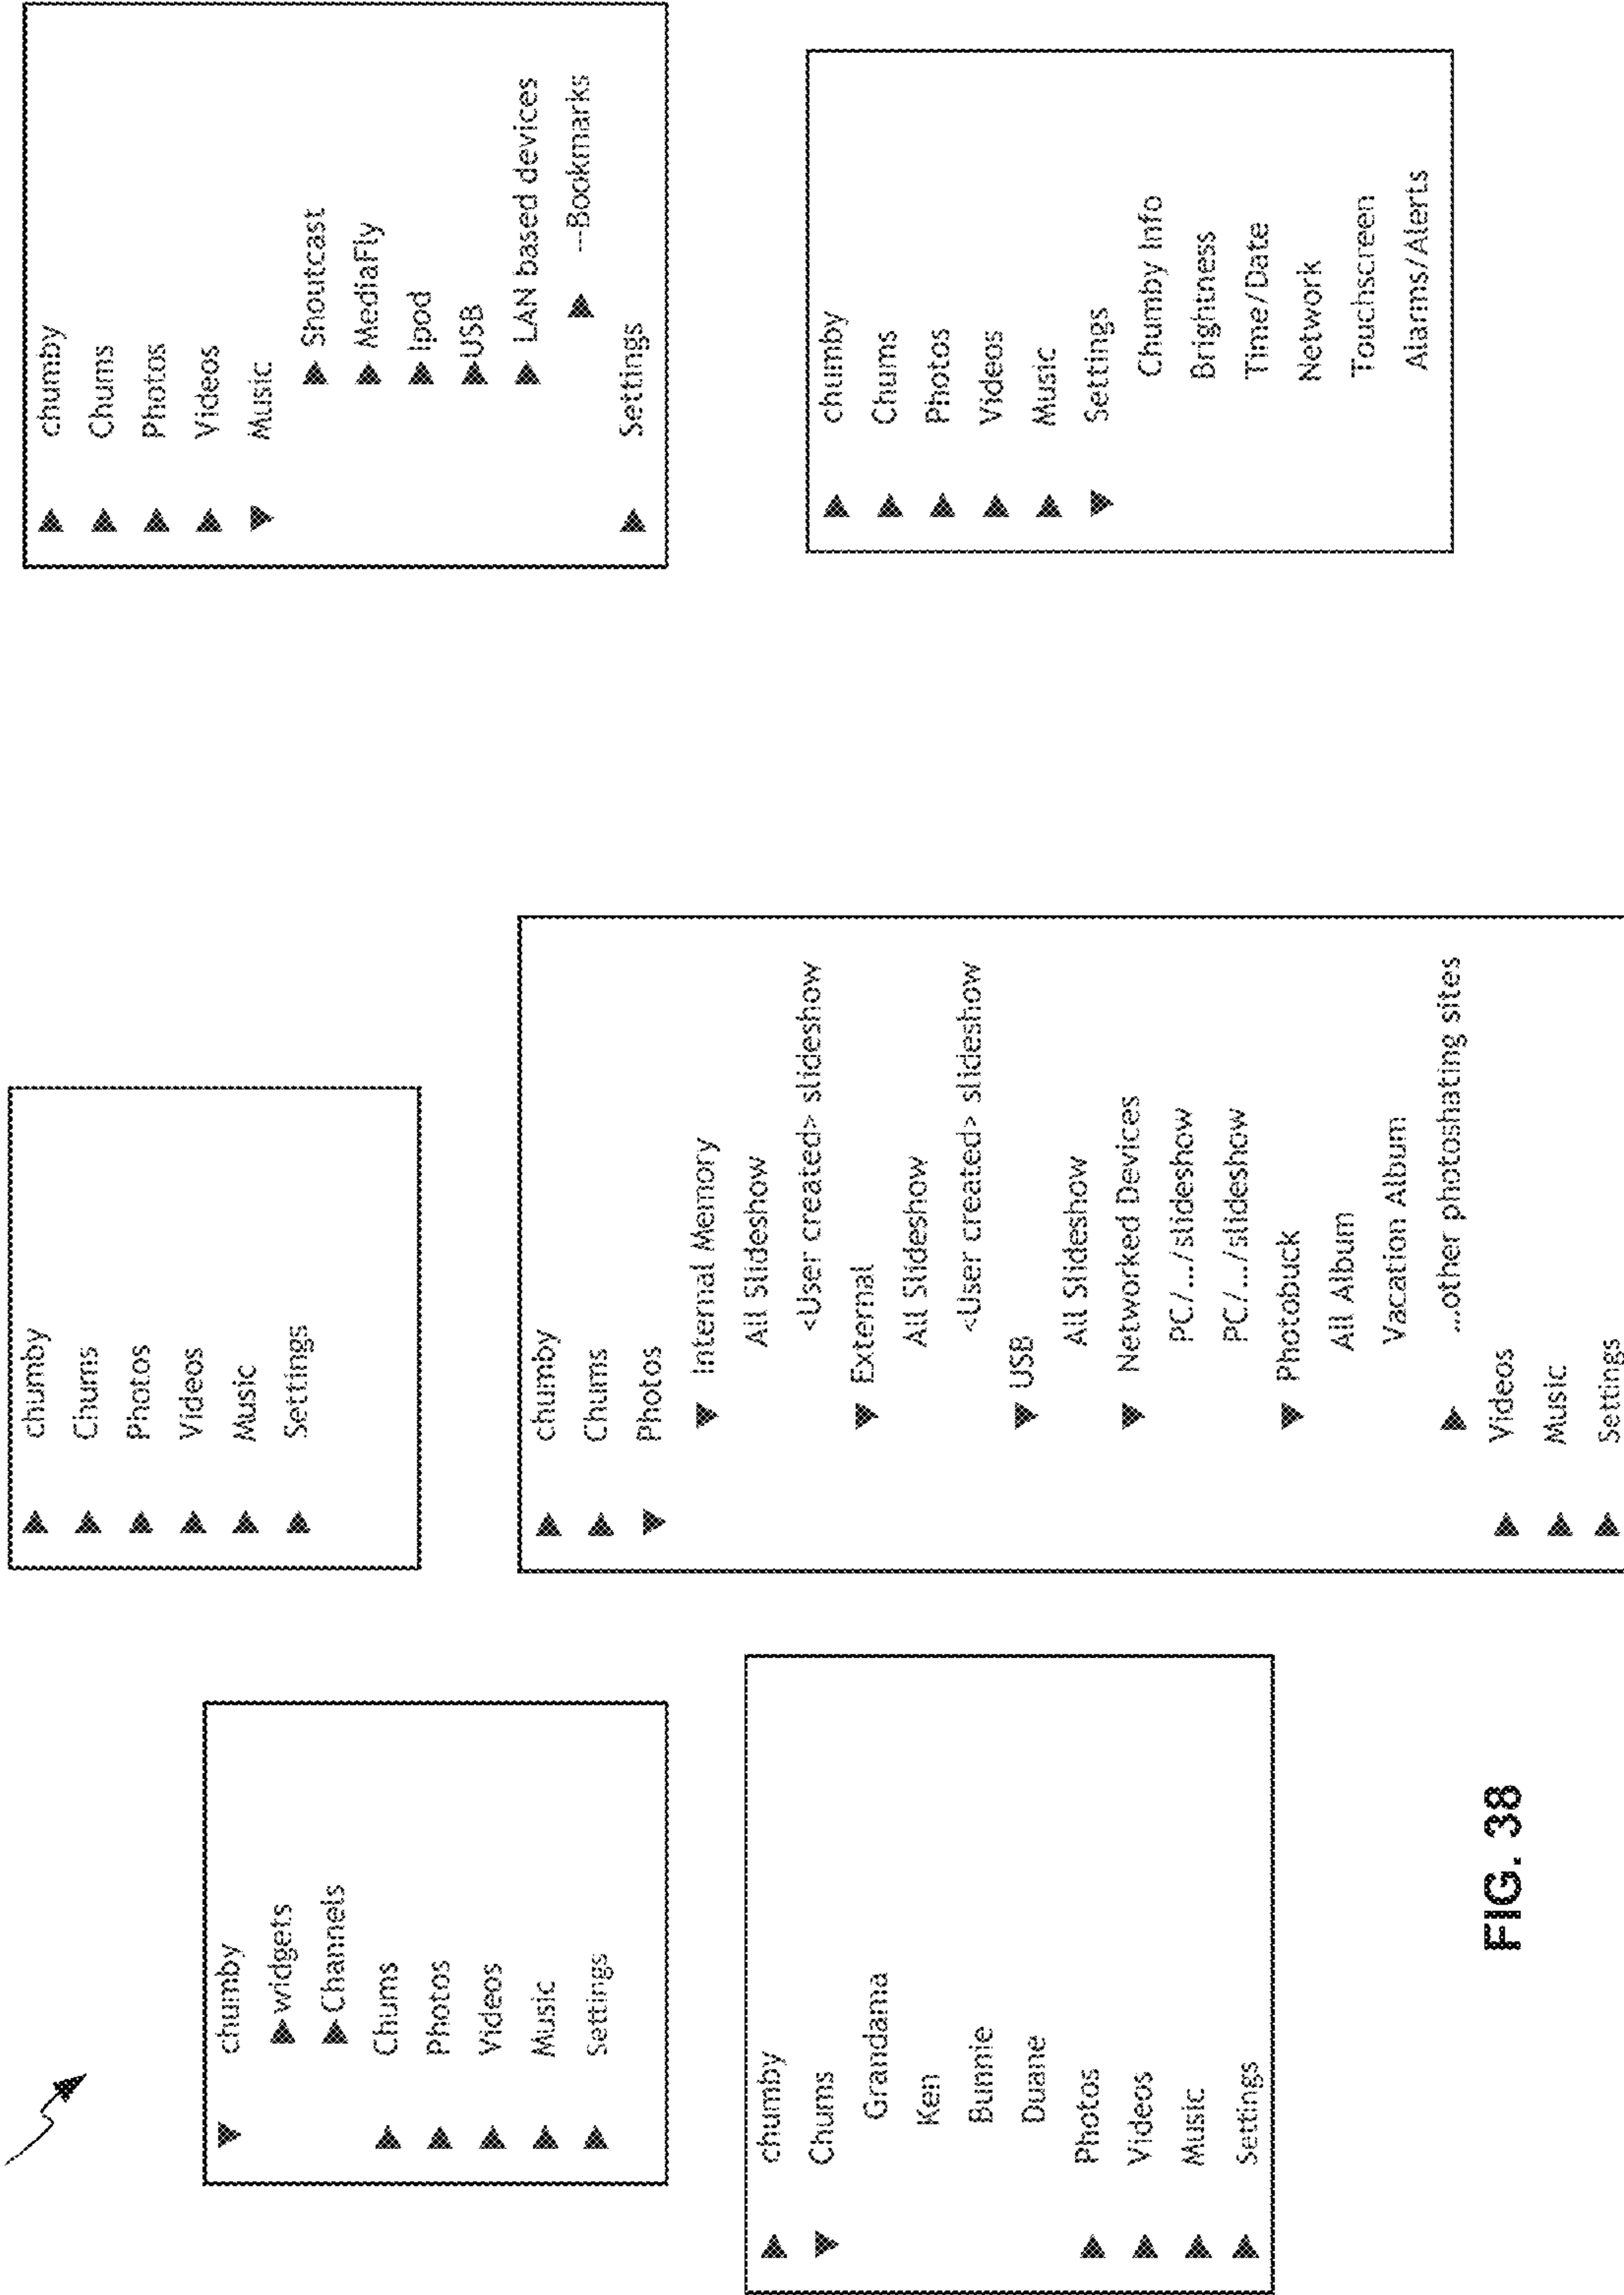 chumby
widgets
Channels
Chums
Photos
Videos
Music
Settings
chumby
Chums
Grandama
Ken
Bunnie
Duane
Photos
Videos
Music
Settings
chumby
Chums
Photos
Videos
Music
Settings
chumby
Chums
Photos
Internal Memory
All Slideshow
<User created> slideshow
External
All Slideshow
<User created> slideshow
USB
All Slideshow
Networked Devices
PC/.../slideshow
PC/.../slideshow
Photobuck
All Album
Vacation Album
...other photoshating sites
Videos
Music
Settings
chumby
Chums
Photos
Videos
Music
Shoutcast
MediaFly
Ipod
USB
LAN based devices
--Bookmarks
Settings
chumby
Chums
Photos
Videos
Music
Settings
Chumby Info
Brightness
Time/Date
Network
Touchscreen
Alarms/Alerts
FIG. 38